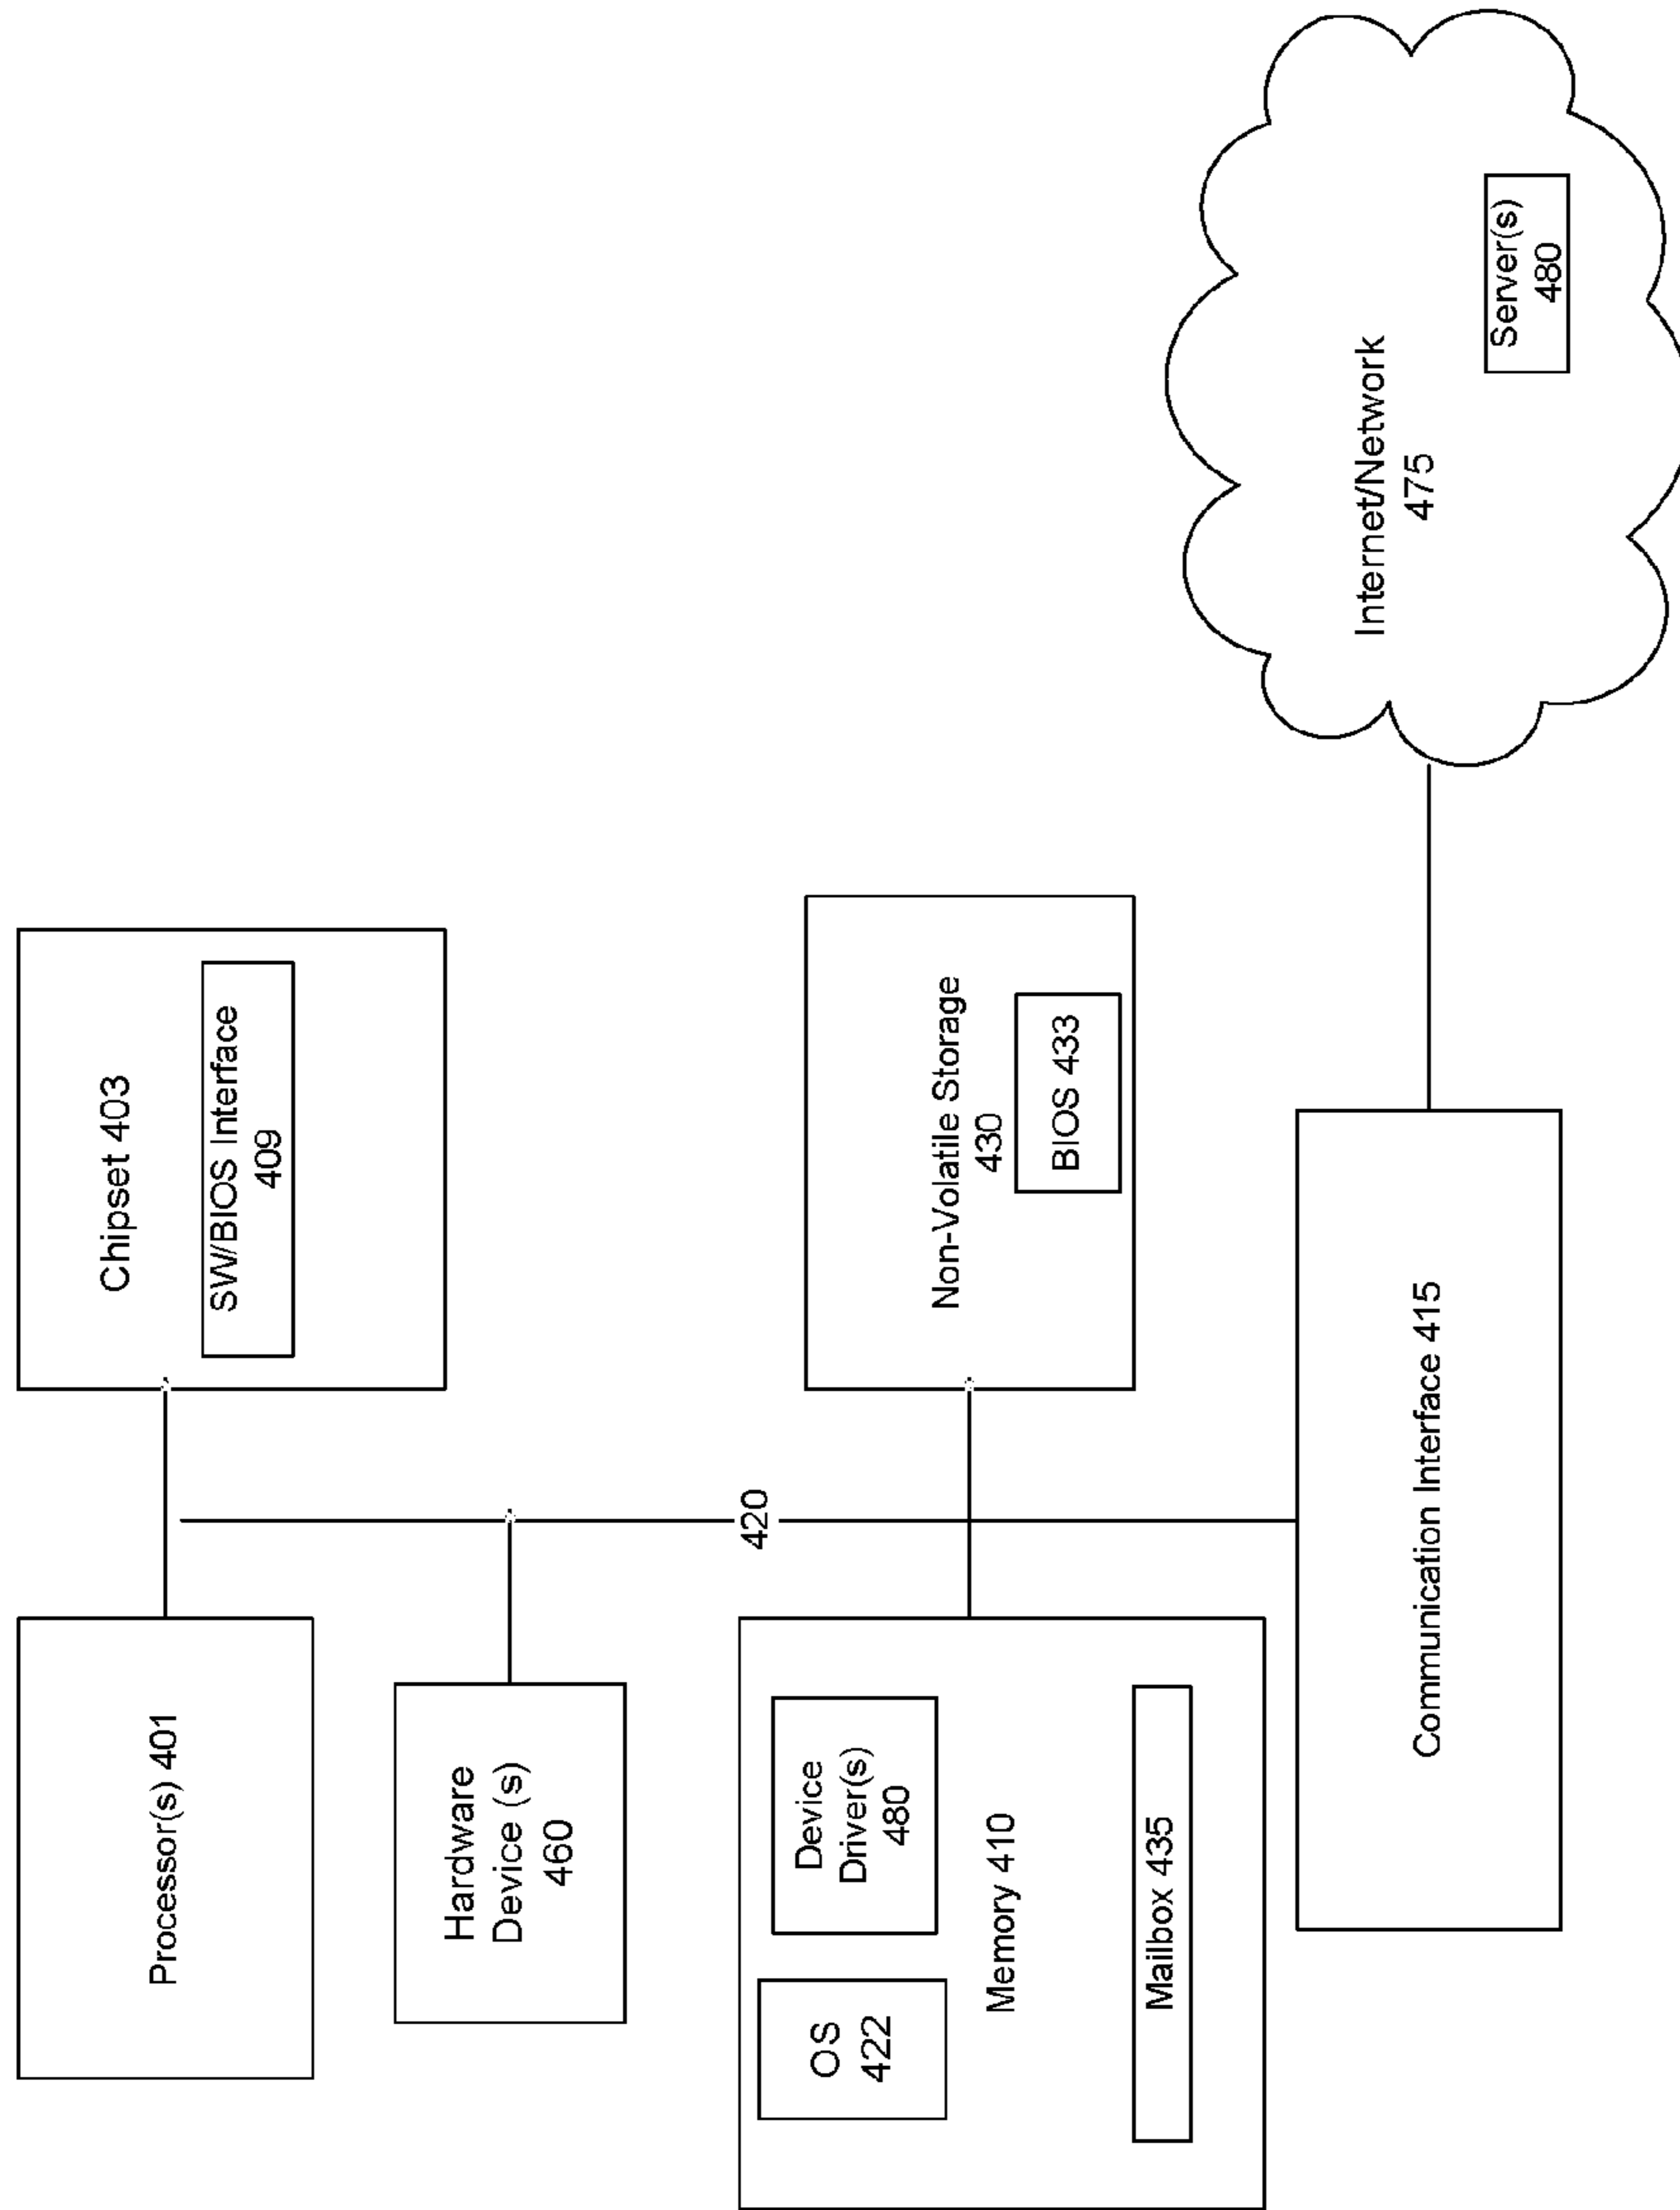 Processor(s) 401
Chipset 403
SW/BIOS Interface
409
Hardware
Device (s)
460
420
OS
422
Device
Driver(s)
480
Memory 410
Mailbox 435
Non-Volatile Storage
430
BIOS 433
Communication Interface 415
Internet/Network
475
Server(s)
480